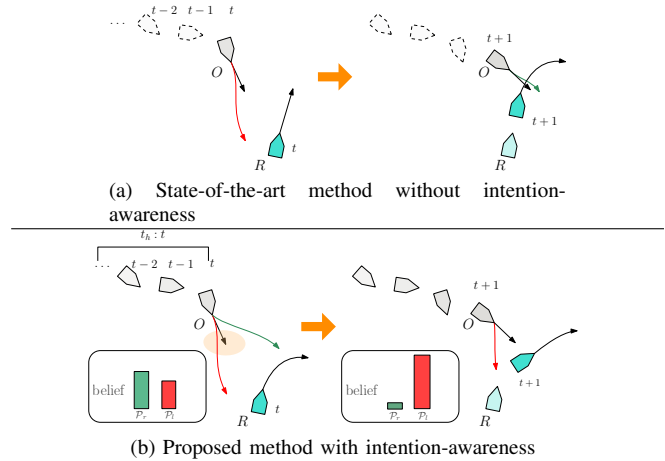 ... t − 2 t − 1 t
O
R t
t + 1
O
t + 1
R
(a) State-of-the-art method without intention-
awareness
t_h : t
... t − 2 t − 1 t
O
belief
P_r P_l
R t
t + 1
O
belief
P_r P_l
t + 1
R
(b) Proposed method with intention-awareness